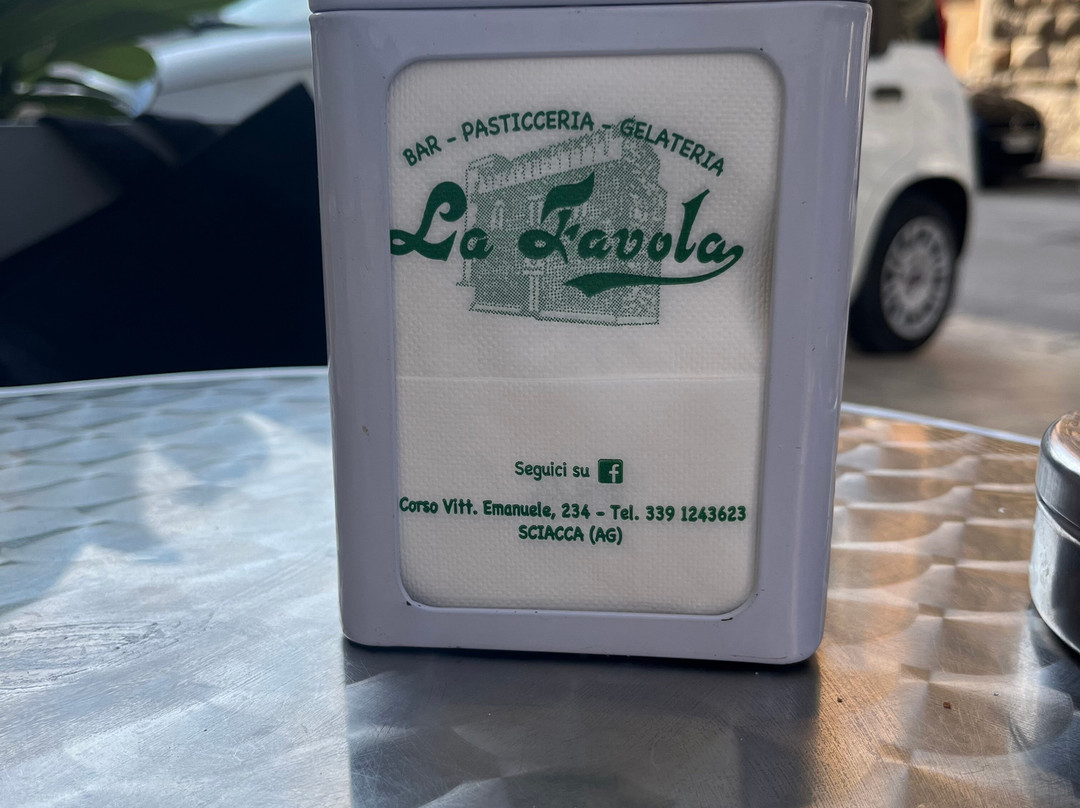 BAR - PASTICCERIA - GELATERIA
La Favola
Seguici su f
Corso Vitt. Emanuele, 234 - Tel. 339 1243623
SCIACCA (AG)